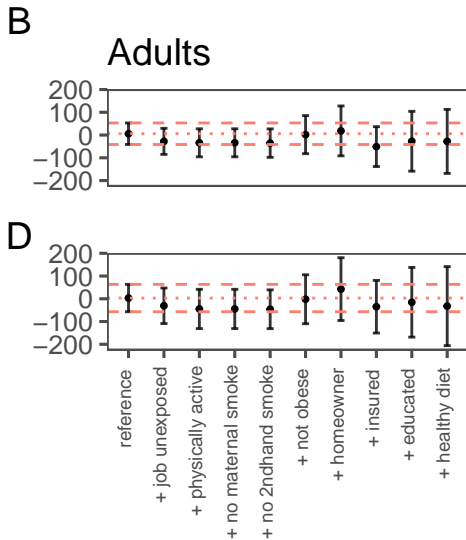 B
Adults
200
100
0
−100
−200
D
200
100
0
−100
−200
reference
+ job unexposed
+ physically active
+ no maternal smoke
+ no 2ndhand smoke
+ not obese
+ homeowner
+ insured
+ educated
+ healthy diet